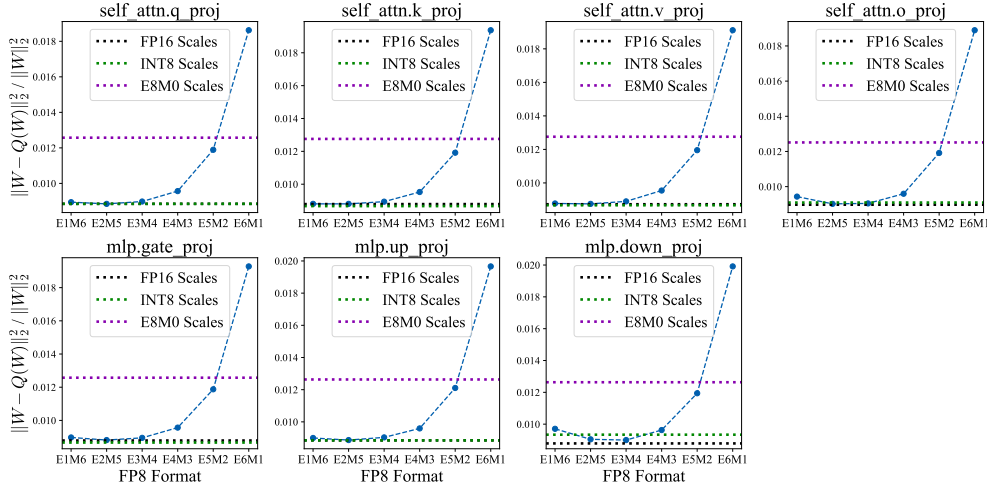 self_attn.q_proj
self_attn.k_proj
self_attn.v_proj
self_attn.o_proj
||W − Q(W)||₂² / ||W||₂²
0.018
0.016
0.014
0.012
0.010
FP16 Scales
INT8 Scales
E8M0 Scales
E1M6 E2M5 E3M4 E4M3 E5M2 E6M1
0.018
0.016
0.014
0.012
0.010
FP16 Scales
INT8 Scales
E8M0 Scales
E1M6 E2M5 E3M4 E4M3 E5M2 E6M1
0.018
0.016
0.014
0.012
0.010
FP16 Scales
INT8 Scales
E8M0 Scales
E1M6 E2M5 E3M4 E4M3 E5M2 E6M1
0.018
0.016
0.014
0.012
0.010
FP16 Scales
INT8 Scales
E8M0 Scales
E1M6 E2M5 E3M4 E4M3 E5M2 E6M1
mlp.gate_proj
mlp.up_proj
mlp.down_proj
||W − Q(W)||₂² / ||W||₂²
0.018
0.016
0.014
0.012
0.010
FP16 Scales
INT8 Scales
E8M0 Scales
E1M6 E2M5 E3M4 E4M3 E5M2 E6M1
FP8 Format
0.020
0.018
0.016
0.014
0.012
0.010
FP16 Scales
INT8 Scales
E8M0 Scales
E1M6 E2M5 E3M4 E4M3 E5M2 E6M1
FP8 Format
0.020
0.018
0.016
0.014
0.012
0.010
FP16 Scales
INT8 Scales
E8M0 Scales
E1M6 E2M5 E3M4 E4M3 E5M2 E6M1
FP8 Format